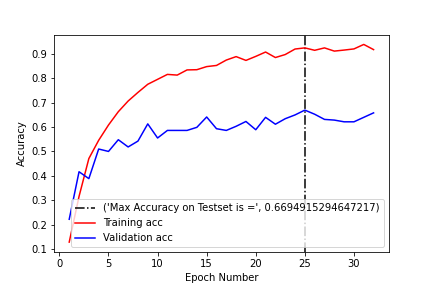 0.9
0.8
0.7
0.6
0.5
0.4
0.3
0.2
0.1
Accuracy
('Max Accuracy on Testset is =', 0.6694915294647217)
Training acc
Validation acc
0 5 10 15 20 25 30
Epoch Number